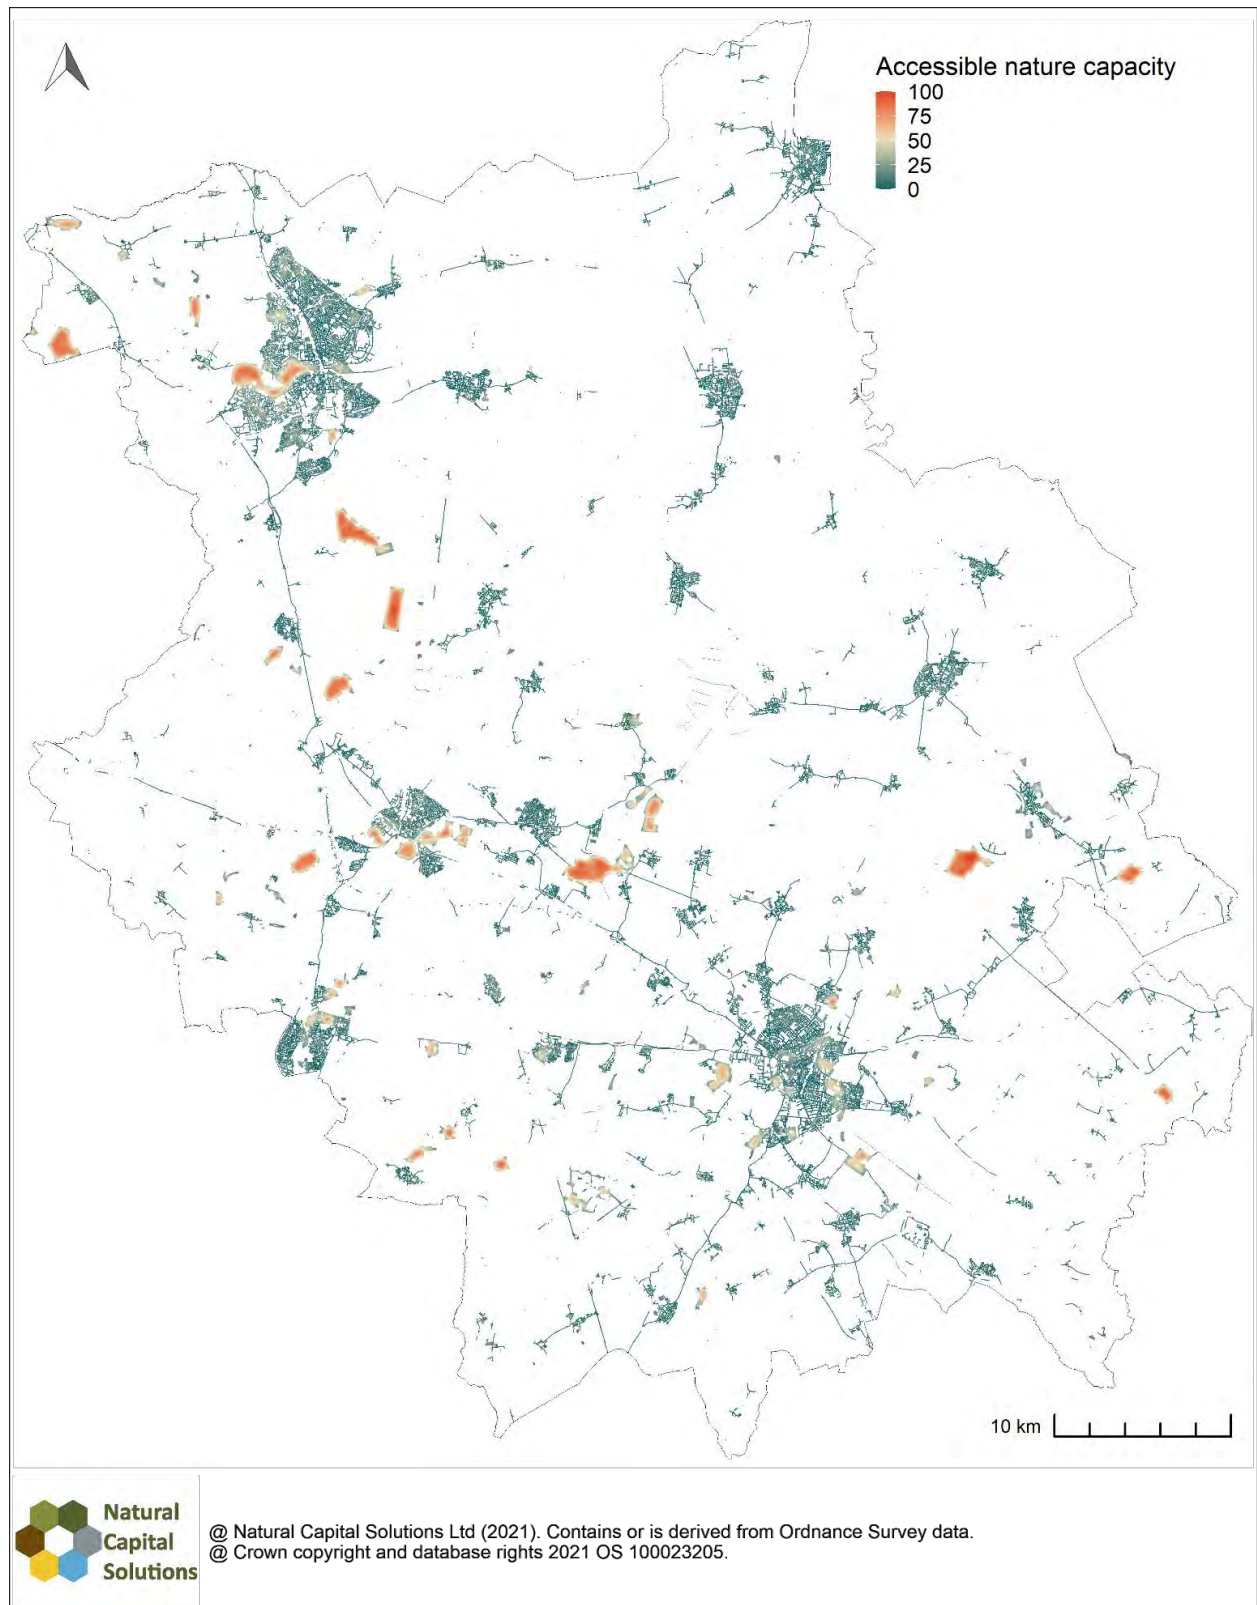 Accessible nature capacity
100
75
50
25
0
10 km
Natural
Capital
Solutions
@ Natural Capital Solutions Ltd (2021). Contains or is derived from Ordnance Survey data.
@ Crown copyright and database rights 2021 OS 100023205.